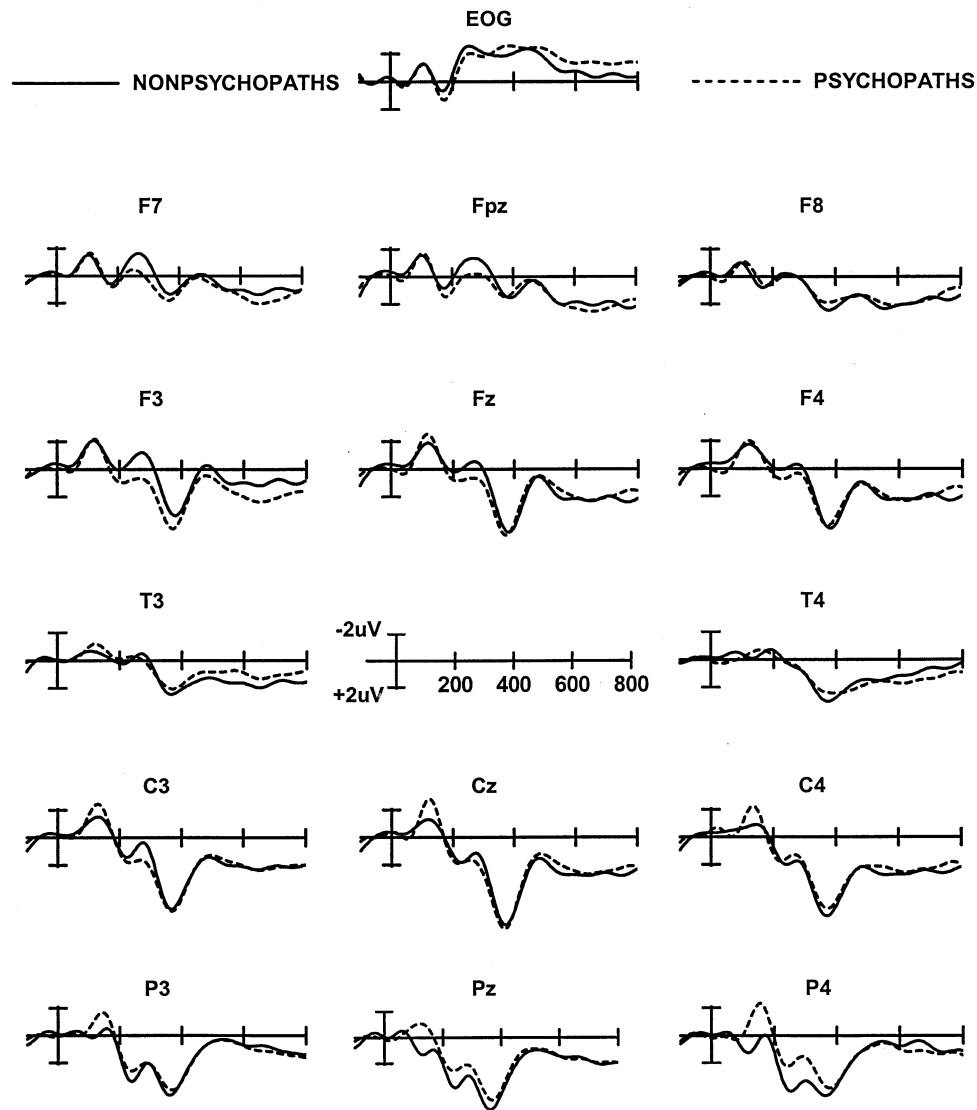 EOG
NONPSYCHOPATHS
PSYCHOPATHS
F7
Fpz
F8
F3
Fz
F4
T3
-2uV
+2uV
200 400 600 800
T4
C3
Cz
C4
P3
Pz
P4